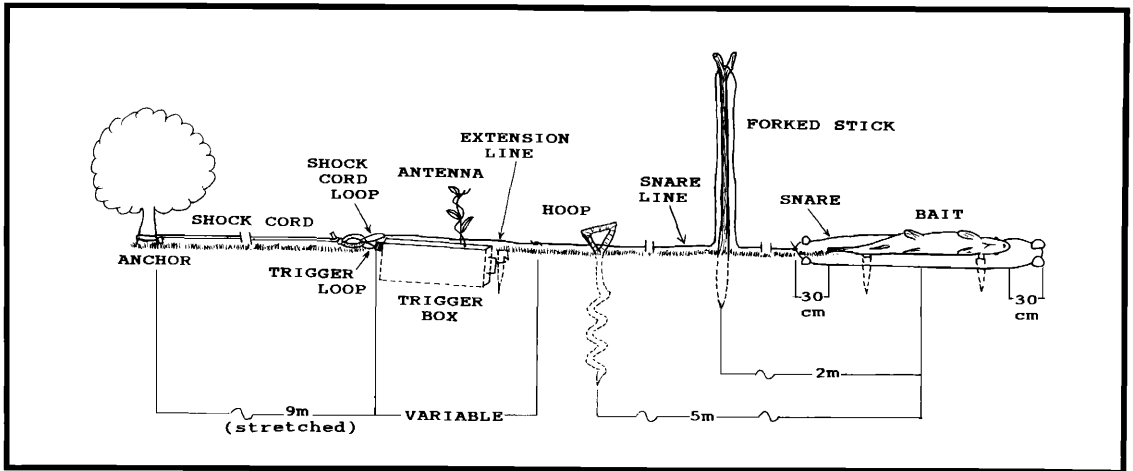 FORKED STICK
EXTENSION
LINE
SHOCK
CORD
LOOP
ANTENNA
SNARE
LINE
SNARE
BAIT
HOOP
SHOCK CORD
ANCHOR
TRIGGER
LOOP
TRIGGER
BOX
30
cm
30
cm
2m
9m
(stretched)
VARIABLE
5m